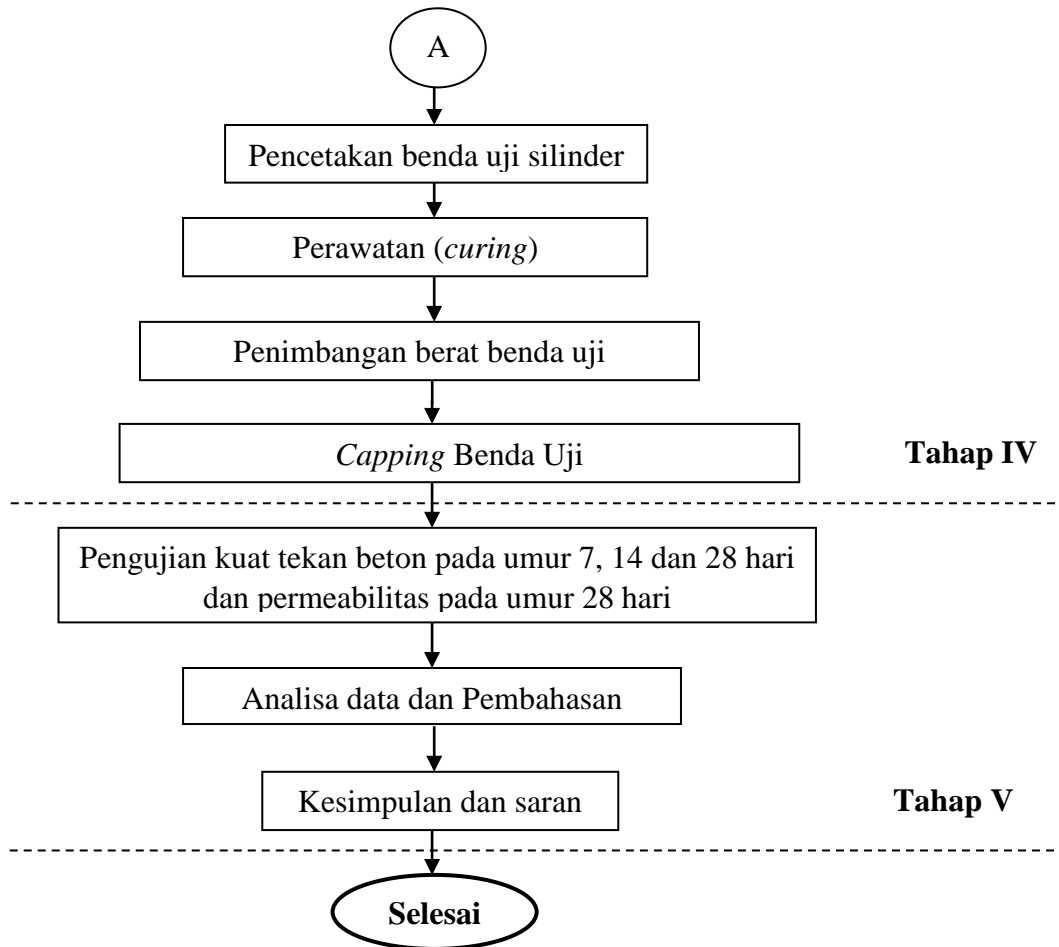 A
Pencetakan benda uji silinder
Perawatan (curing)
Penimbangan berat benda uji
Capping Benda Uji
Tahap IV
Pengujian kuat tekan beton pada umur 7, 14 dan 28 hari
dan permeabilitas pada umur 28 hari
Analisa data dan Pembahasan
Kesimpulan dan saran
Tahap V
Selesai